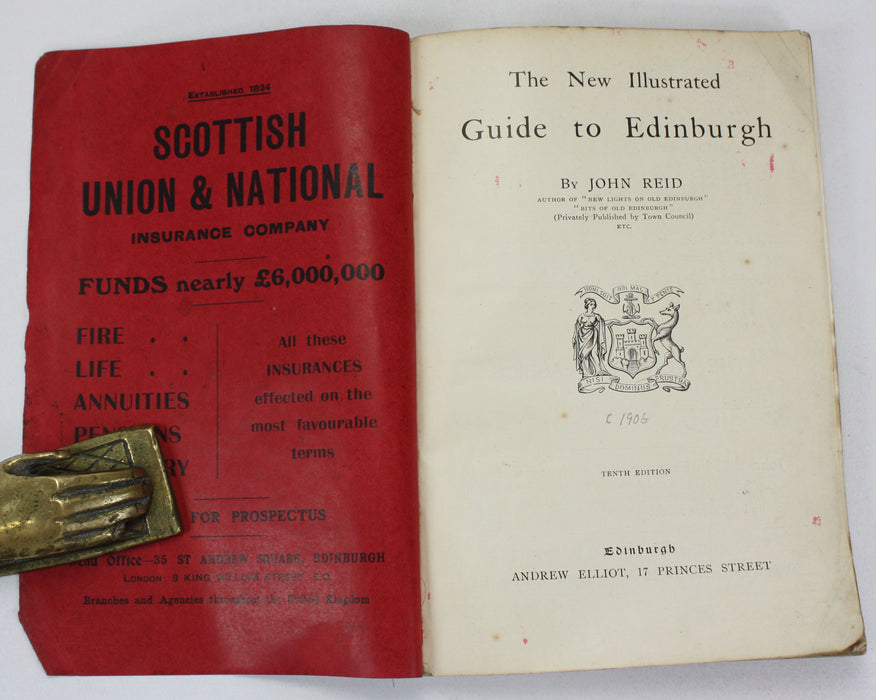 ESTABLISHED 1824
SCOTTISH
UNION & NATIONAL
INSURANCE COMPANY
FUNDS nearly £6,000,000
FIRE . .
LIFE . .
ANNUITIES
PENSIONS
RY
All these
INSURANCES
effected on the
most favourable
terms
FOR PROSPECTUS
Office—35 ST ANDREW SQUARE, EDINBURGH
LONDON: 3 KING WILLIAM STREET, E.C.
Branches and Agencies throughout the United Kingdom
The New Illustrated
Guide to Edinburgh
By JOHN REID
AUTHOR OF "NEW LIGHTS ON OLD EDINBURGH"
"BITS OF OLD EDINBURGH"
(Privately Published by Town Council)
ETC.
NISI DOMINUS FRUSTRA
c 1906
TENTH EDITION
Edinburgh
ANDREW ELLIOT, 17 PRINCES STREET